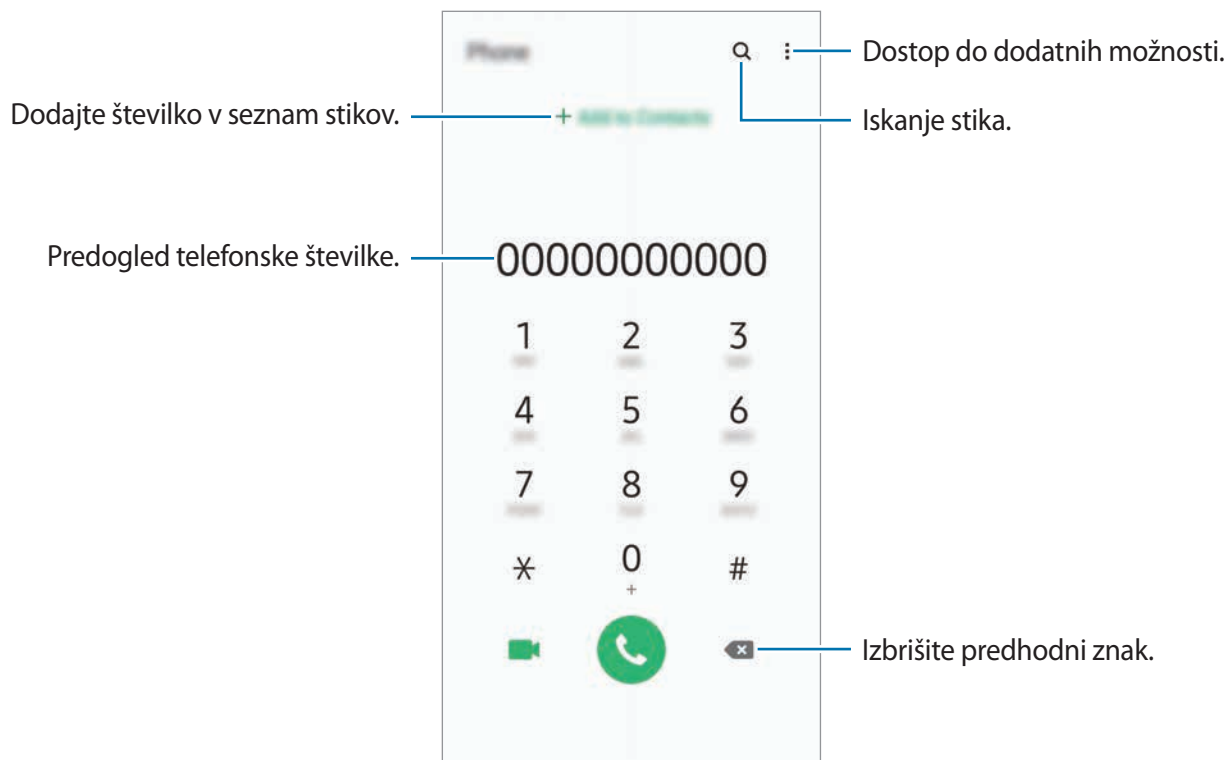 Dostop do dodatnih možnosti.
Dodajte številko v seznam stikov.
Iskanje stika.
Predogled telefonske številke.
00000000000
1 2 3
4 5 6
7 8 9
* 0 #
+
Izbrišite predhodni znak.